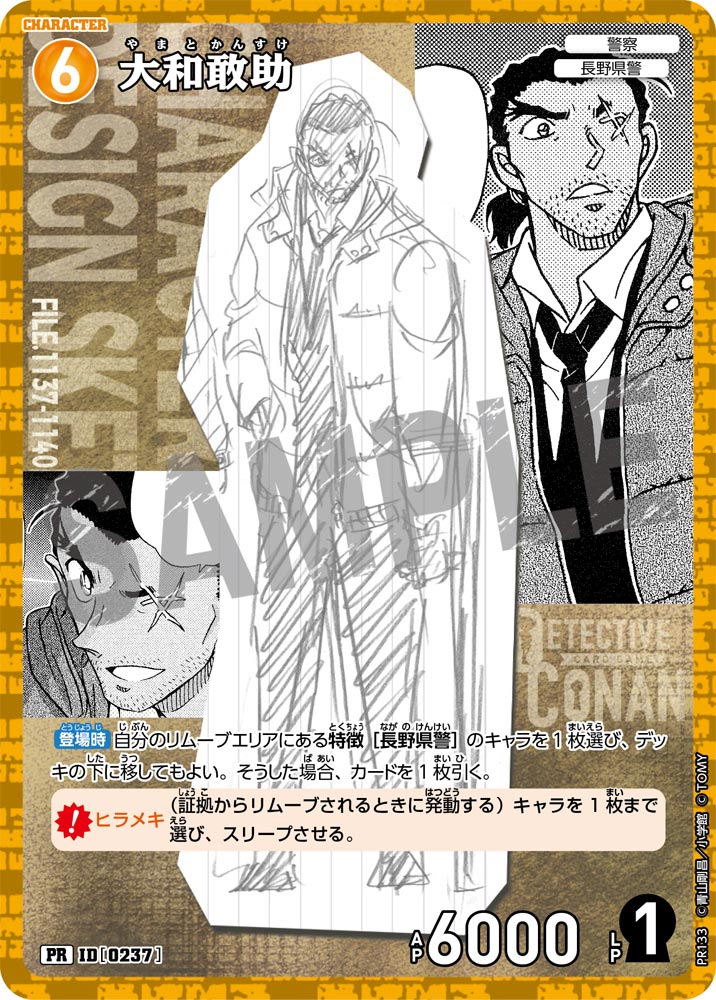 CHARACTER
6
やまとかんすけ
大和敢助
警察
長野県警
CHARACTER
DESIGN SKE
FILE.1137-1140
SAMPLE
DETECTIVE
CARD GAME
CONAN
登場時 自分のリムーブエリアにある特徴［長野県警］のキャラを1枚選び、デッ
キの下に移してもよい。そうした場合、カードを1枚引く。
ヒラメキ （証拠からリムーブされるときに発動する）キャラを1枚まで
選び、スリープさせる。
PR ID[0237]
AP 6000
LP 1
PR133 ©青山剛昌／小学館 ©TOMY